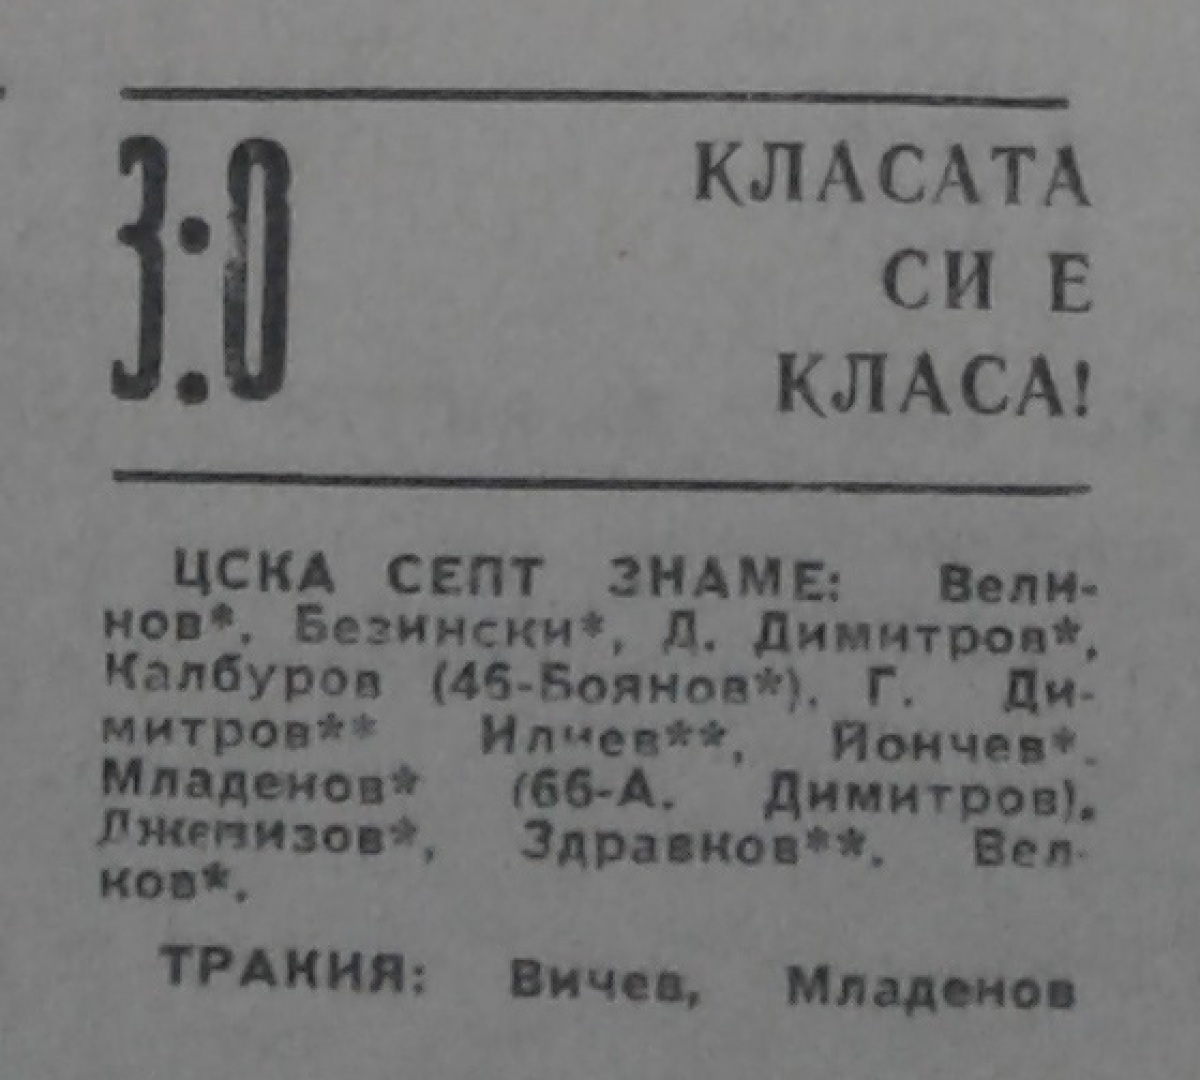 3:0
КЛАСАТА
СИ Е
КЛАСА!
ЦСКА СЕПТ ЗНАМЕ: Вели-
нов*, Безински*, Д. Димитров*,
Калбуров (46-Боянов*). Г. Ди-
митров** Илчев**, Йончев*.
Младенов* (66-А. Димитров).
Джевизов*, Здравков**. Вел-
ков*.
ТРАКИЯ: Вичев, Младенов